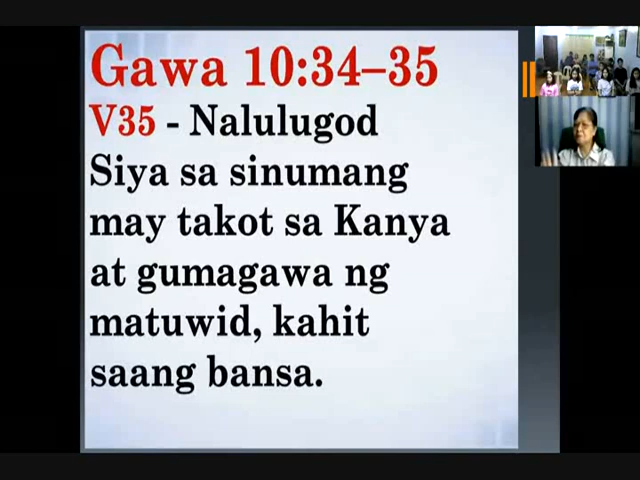 Gawa 10:34–35
V35 - Nalulugod
Siya sa sinumang
may takot sa Kanya
at gumagawa ng
matuwid, kahit
saang bansa.